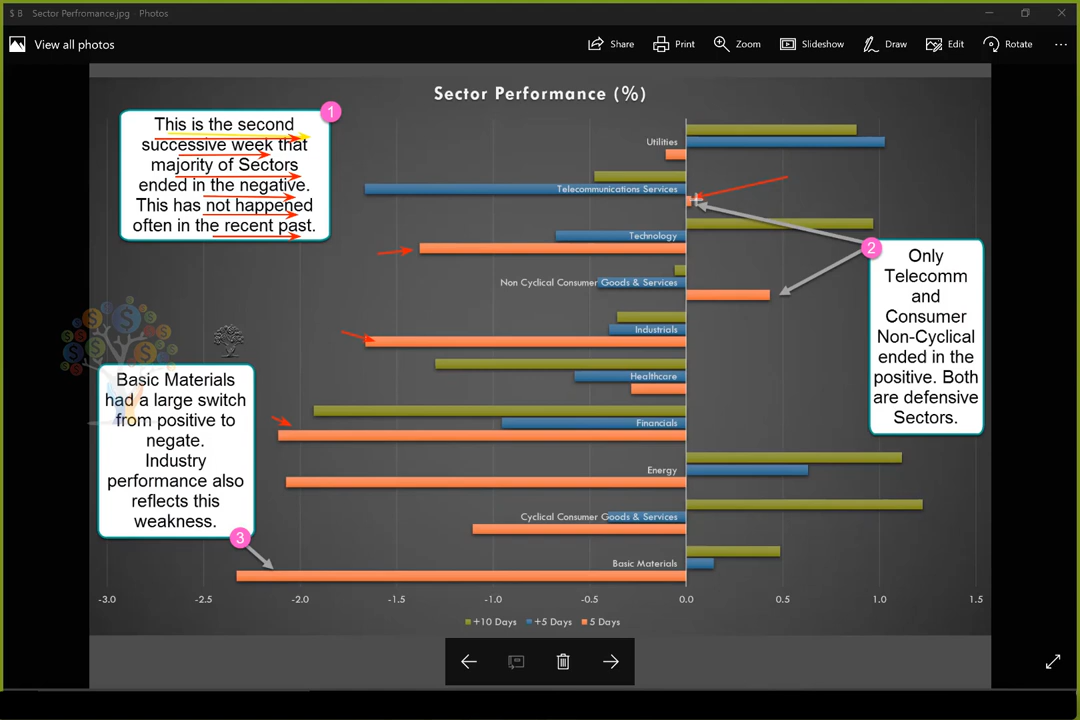 $ B Sector Perfromance.jpg - Photos
View all photos
Share Print Zoom Slideshow Draw Edit Rotate
Sector Performance (%)
1
This is the second
successive week that
majority of Sectors
ended in the negative.
This has not happened
often in the recent past.
Utilities
Telecommunications Services
Technology
Non Cyclical Consumer Goods & Services
Industrials
Healthcare
Financials
Energy
Cyclical Consumer Goods & Services
Basic Materials
2
Only
Telecomm
and
Consumer
Non-Cyclical
ended in the
positive. Both
are defensive
Sectors.
Basic Materials
had a large switch
from positive to
negate.
Industry
performance also
reflects this
weakness.
3
-3.0 -2.5 -2.0 -1.5 -1.0 -0.5 0.0 0.5 1.0 1.5
+10 Days +5 Days 5 Days